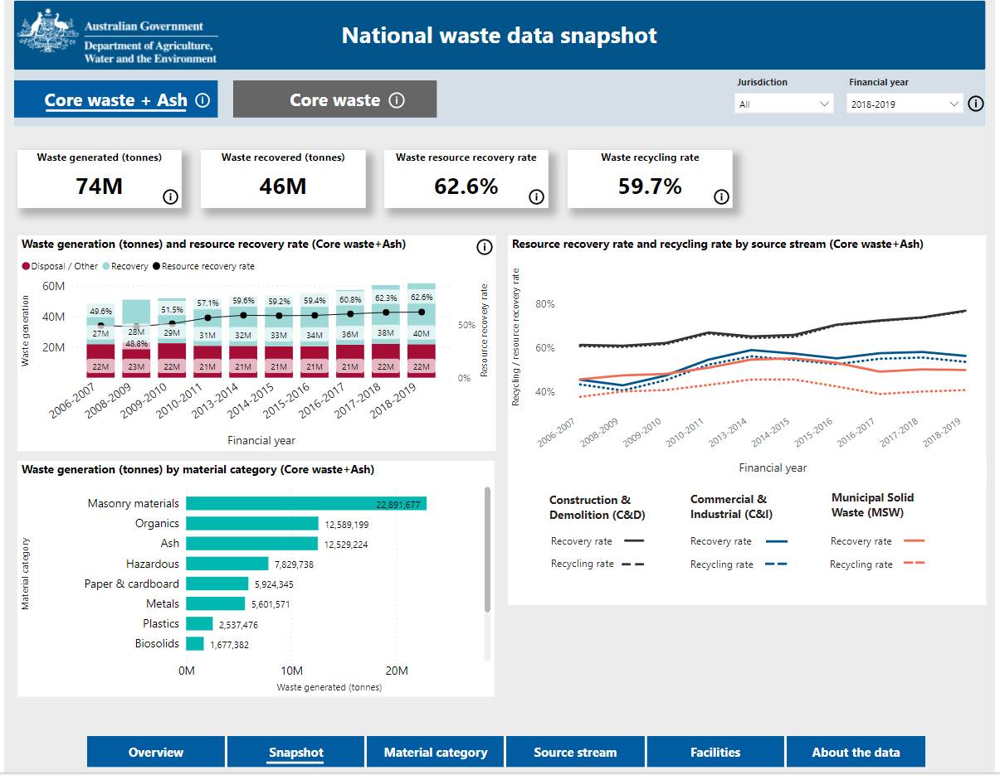 Australian Government
Department of Agriculture,
Water and the Environment
National waste data snapshot
Core waste + Ash
Core waste
Jurisdiction
All
Financial year
2018-2019
Waste generated (tonnes)
74M
Waste recovered (tonnes)
46M
Waste resource recovery rate
62.6%
Waste recycling rate
59.7%
Waste generation (tonnes) and resource recovery rate (Core waste+Ash)
Disposal / Other Recovery Resource recovery rate
Waste generation
60M
40M
20M
49.6% 51.5% 57.1% 59.6% 59.2% 59.4% 60.8% 62.3% 62.6%
27M 28M 29M 31M 32M 33M 34M 36M 38M 40M
48.8%
22M 23M 22M 21M 21M 21M 21M 21M 22M 22M
50%
0%
Resource recovery rate
2006-2007 2008-2009 2009-2010 2010-2011 2013-2014 2014-2015 2015-2016 2016-2017 2017-2018 2018-2019
Financial year
Resource recovery rate and recycling rate by source stream (Core waste+Ash)
Recycling / resource recovery rate
80%
60%
40%
2006-2007 2008-2009 2009-2010 2010-2011 2013-2014 2014-2015 2015-2016 2016-2017 2017-2018 2018-2019
Financial year
Construction &
Demolition (C&D)
Recovery rate
Recycling rate
Commercial &
Industrial (C&I)
Recovery rate
Recycling rate
Municipal Solid
Waste (MSW)
Recovery rate
Recycling rate
Waste generation (tonnes) by material category (Core waste+Ash)
Material category
Masonry materials 22,891,677
Organics 12,589,199
Ash 12,529,224
Hazardous 7,829,738
Paper & cardboard 5,924,345
Metals 5,601,571
Plastics 2,537,476
Biosolids 1,677,382
0M 10M 20M
Waste generated (tonnes)
Overview
Snapshot
Material category
Source stream
Facilities
About the data